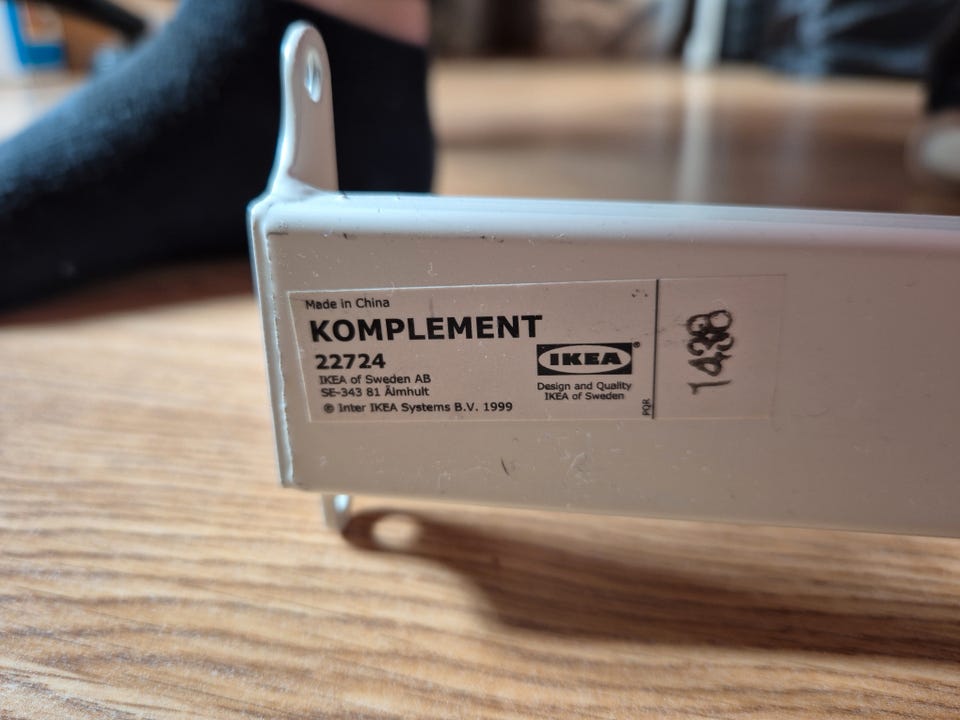 Made in China
KOMPLEMENT
22724
IKEA of Sweden AB
SE-343 81 Älmhult
© Inter IKEA Systems B.V. 1999
IKEA®
Design and Quality
IKEA of Sweden
PQR
1438